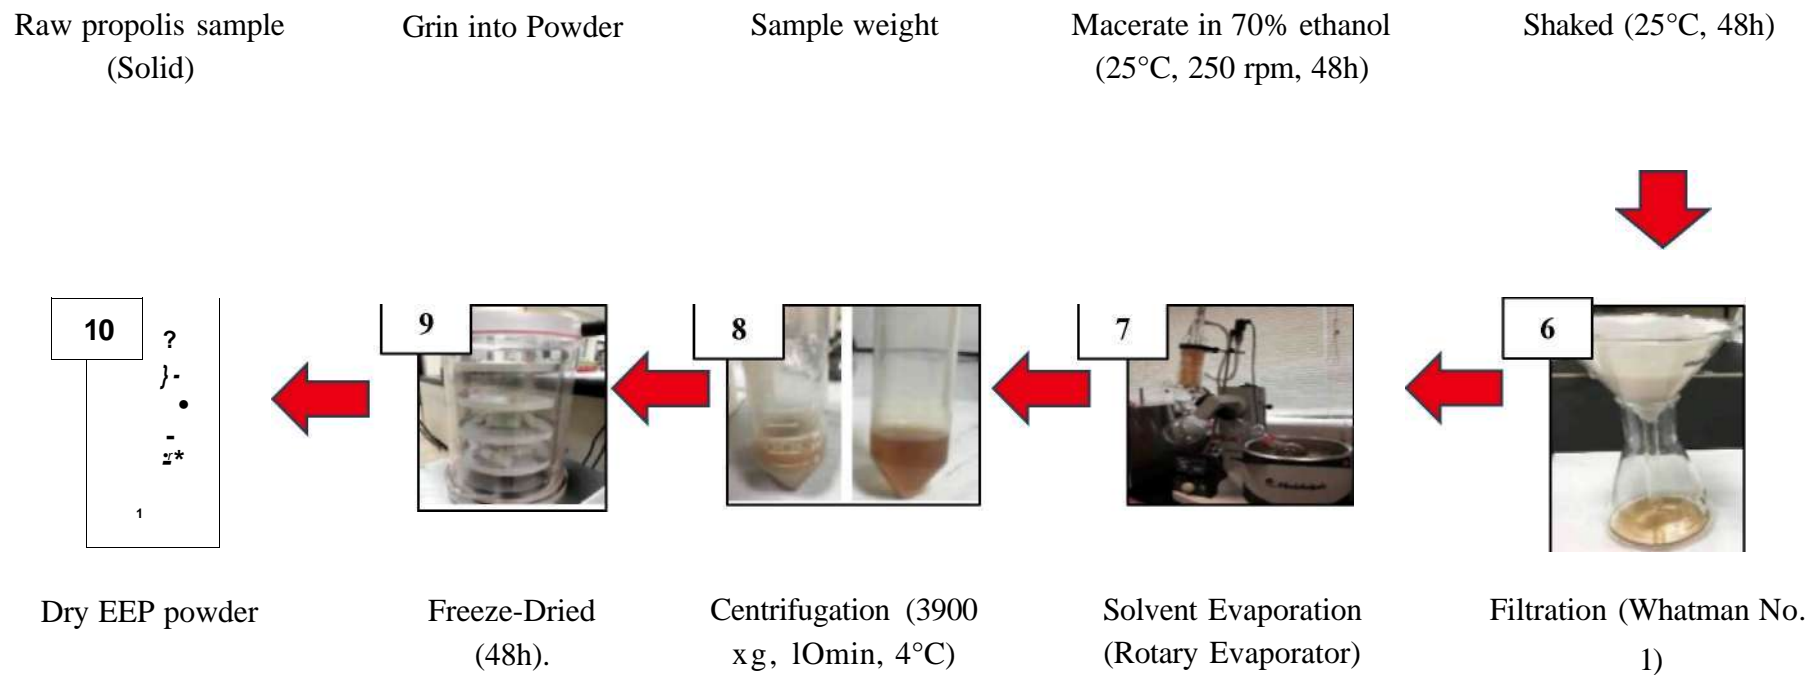 Raw propolis sample
(Solid)
Grin into Powder
Sample weight
Macerate in 70% ethanol
(25°C, 250 rpm, 48h)
Shaked (25°C, 48h)
10
?
}-
•
-
1
9
8
7
6
Dry EEP powder
Freeze-Dried
(48h).
Centrifugation (3900
xg, lOmin, 4°C)
Solvent Evaporation
(Rotary Evaporator)
Filtration (Whatman No.
1)